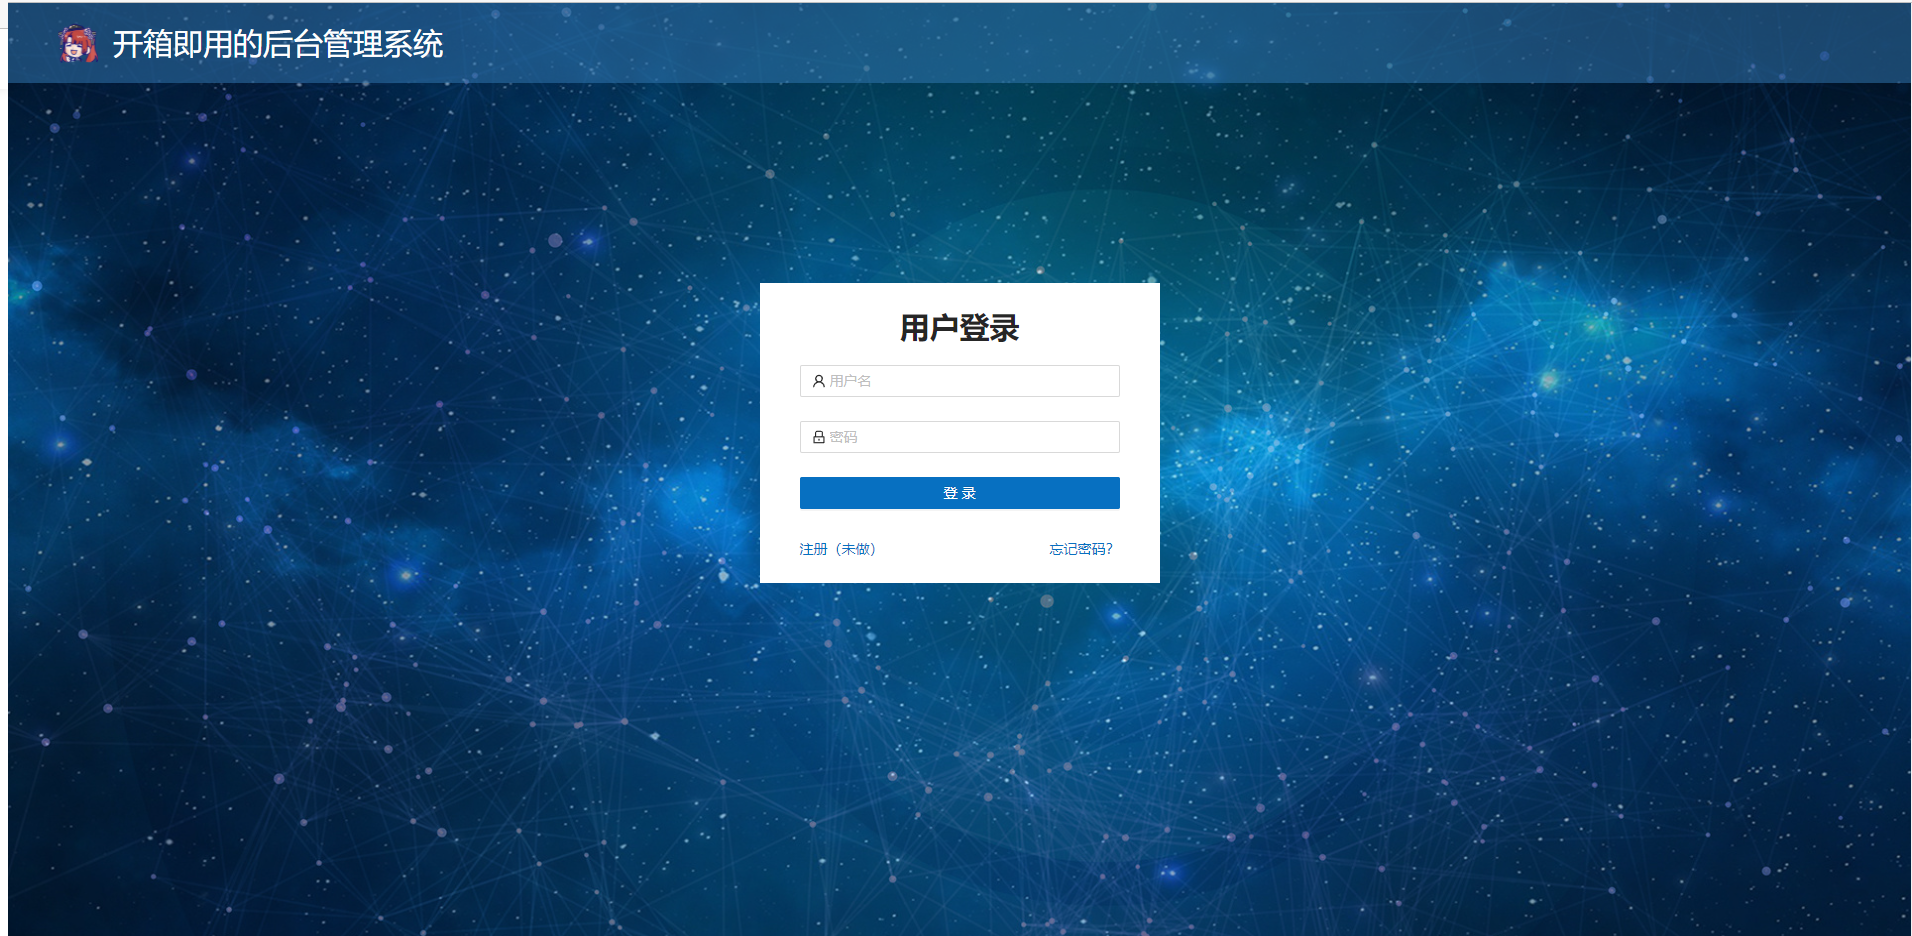 开箱即用的后台管理系统
用户登录
用户名
密码
登 录
注册（未做） 忘记密码？